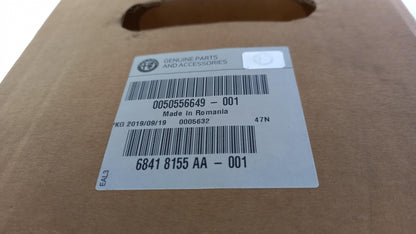 GENUINE PARTS
AND ACCESSORIES
0050556649 - 001
Made in Romania
PKG 2019/09/19 0005632 47N
6841 8155 AA - 001
EAL3